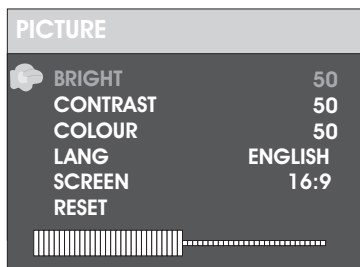 PICTURE
BRIGHT 50
CONTRAST 50
COLOUR 50
LANG ENGLISH
SCREEN 16:9
RESET